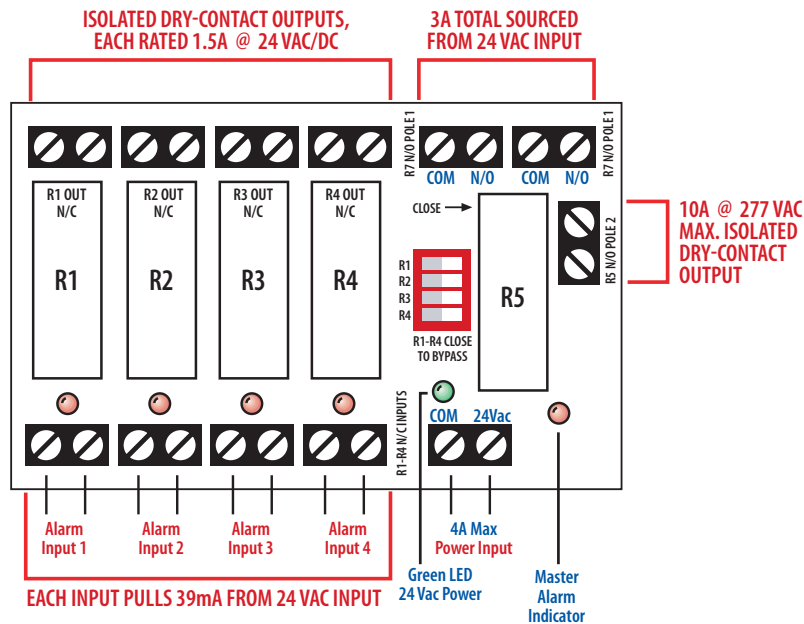 ISOLATED DRY-CONTACT OUTPUTS,
EACH RATED 1.5A @ 24 VAC/DC
3A TOTAL SOURCED
FROM 24 VAC INPUT
R7 N/O POLE1
COM N/O
COM N/O
R7 N/O POLE1
R1 OUT
N/C
R1
R2 OUT
N/C
R2
R3 OUT
N/C
R3
R4 OUT
N/C
R4
CLOSE
R1
R2
R3
R4
R1-R4 CLOSE
TO BYPASS
R5
R5 N/O POLE 2
10A @ 277 VAC
MAX. ISOLATED
DRY-CONTACT
OUTPUT
R1-R4 N/C INPUTS
COM 24Vac
Alarm
Input 1
Alarm
Input 2
Alarm
Input 3
Alarm
Input 4
4A Max
Power Input
Green LED
24 Vac Power
Master
Alarm
Indicator
EACH INPUT PULLS 39mA FROM 24 VAC INPUT